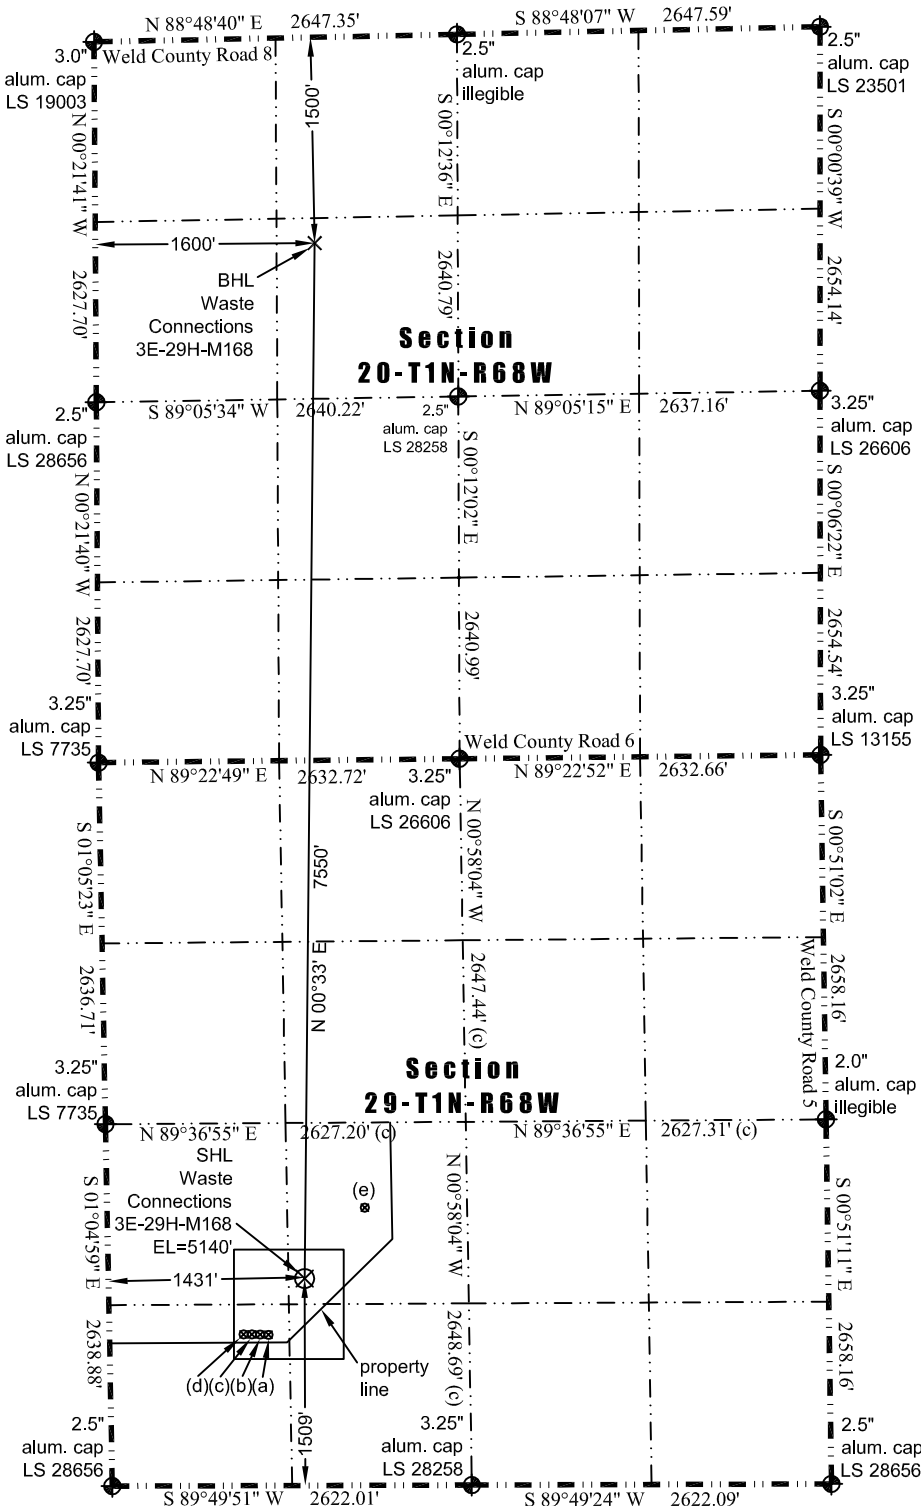 N 88°48'40" E 2647.35'
S 88°48'07" W 2647.59'
Weld County Road 8
3.0"
alum. cap
LS 19003
2.5"
alum. cap
illegible
2.5"
alum. cap
LS 23501
1500'
N 00°21'41" W 2627.70'
S 00°12'36" E 2640.79'
S 00°00'39" W 2654.14'
1600'
BHL
Waste
Connections
3E-29H-M168
Section
20-T1N-R68W
S 89°05'34" W 2640.22'
N 89°05'15" E 2637.16'
2.5"
alum. cap
LS 28656
2.5"
alum. cap
LS 28258
3.25"
alum. cap
LS 26606
N 00°21'40" W 2627.70'
S 00°12'02" E 2640.99'
S 00°06'22" E 2654.54'
3.25"
alum. cap
LS 7735
Weld County Road 6
3.25"
alum. cap
LS 13155
N 89°22'49" E 2632.72'
N 89°22'52" E 2632.66'
3.25"
alum. cap
LS 26606
S 01°05'23" E 2636.71'
N 00°33' E 7550'
N 00°58'04" W 2647.44' (c)
S 00°51'02" E 2658.16'
Weld County Road 5
Section
29-T1N-R68W
3.25"
alum. cap
LS 7735
2.0"
alum. cap
illegible
N 89°36'55" E 2627.20' (c)
N 89°36'55" E 2627.31' (c)
SHL
Waste
Connections
3E-29H-M168
EL=5140'
(e)
S 01°04'59" E 2638.88'
N 00°58'04" W 2648.69' (c)
S 00°51'11" E 2658.16'
1431'
(d)(c)(b)(a)
property
line
1509'
2.5"
alum. cap
LS 28656
3.25"
alum. cap
LS 28258
2.5"
alum. cap
LS 28656
S 89°49'51" W 2622.01'
S 89°49'24" W 2622.09'